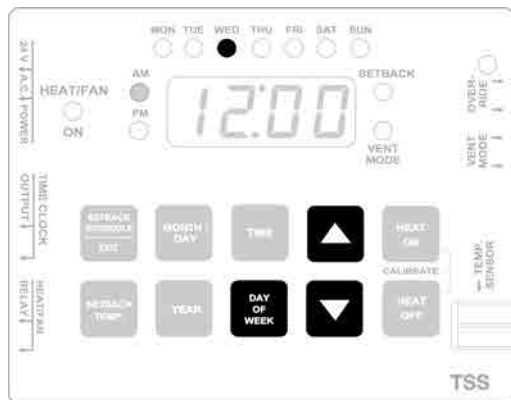 MON TUE WED THU FRI SAT SUN
24 V. A.C. POWER
AM
SETBACK
HEAT/FAN
ON
12:00
PM
VENT
MODE
OVER-
RIDE
VENT
MODE
TIME CLOCK
OUTPUT
SETBACK
SCHEDULE
EXIT
MONTH
DAY
TIME
HEAT
ON
CALIBRATE
TEMP.
SENSOR
HEAT/FAN
RELAY
SETBACK
TEMP
YEAR
DAY
OF
WEEK
HEAT
OFF
TSS